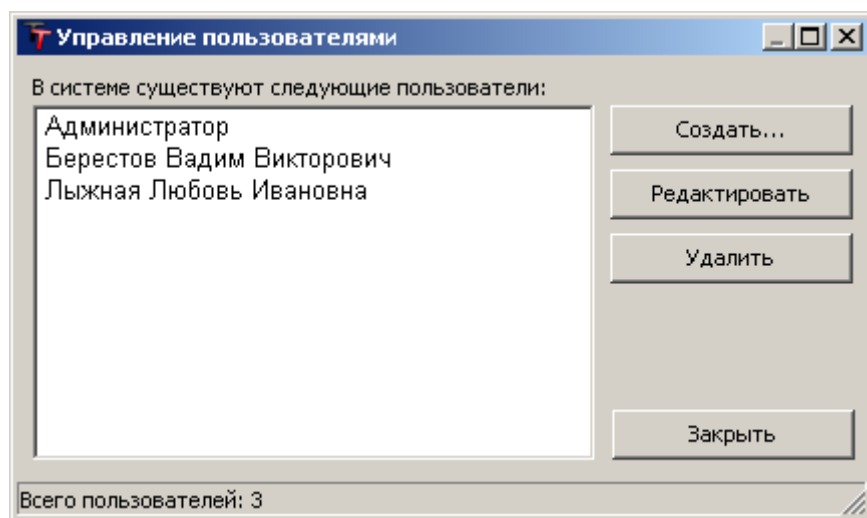 Управление пользователями
В системе существуют следующие пользователи:
Администратор
Берестов Вадим Викторович
Лыжная Любовь Ивановна
Создать...
Редактировать
Удалить
Закрыть
Всего пользователей: 3